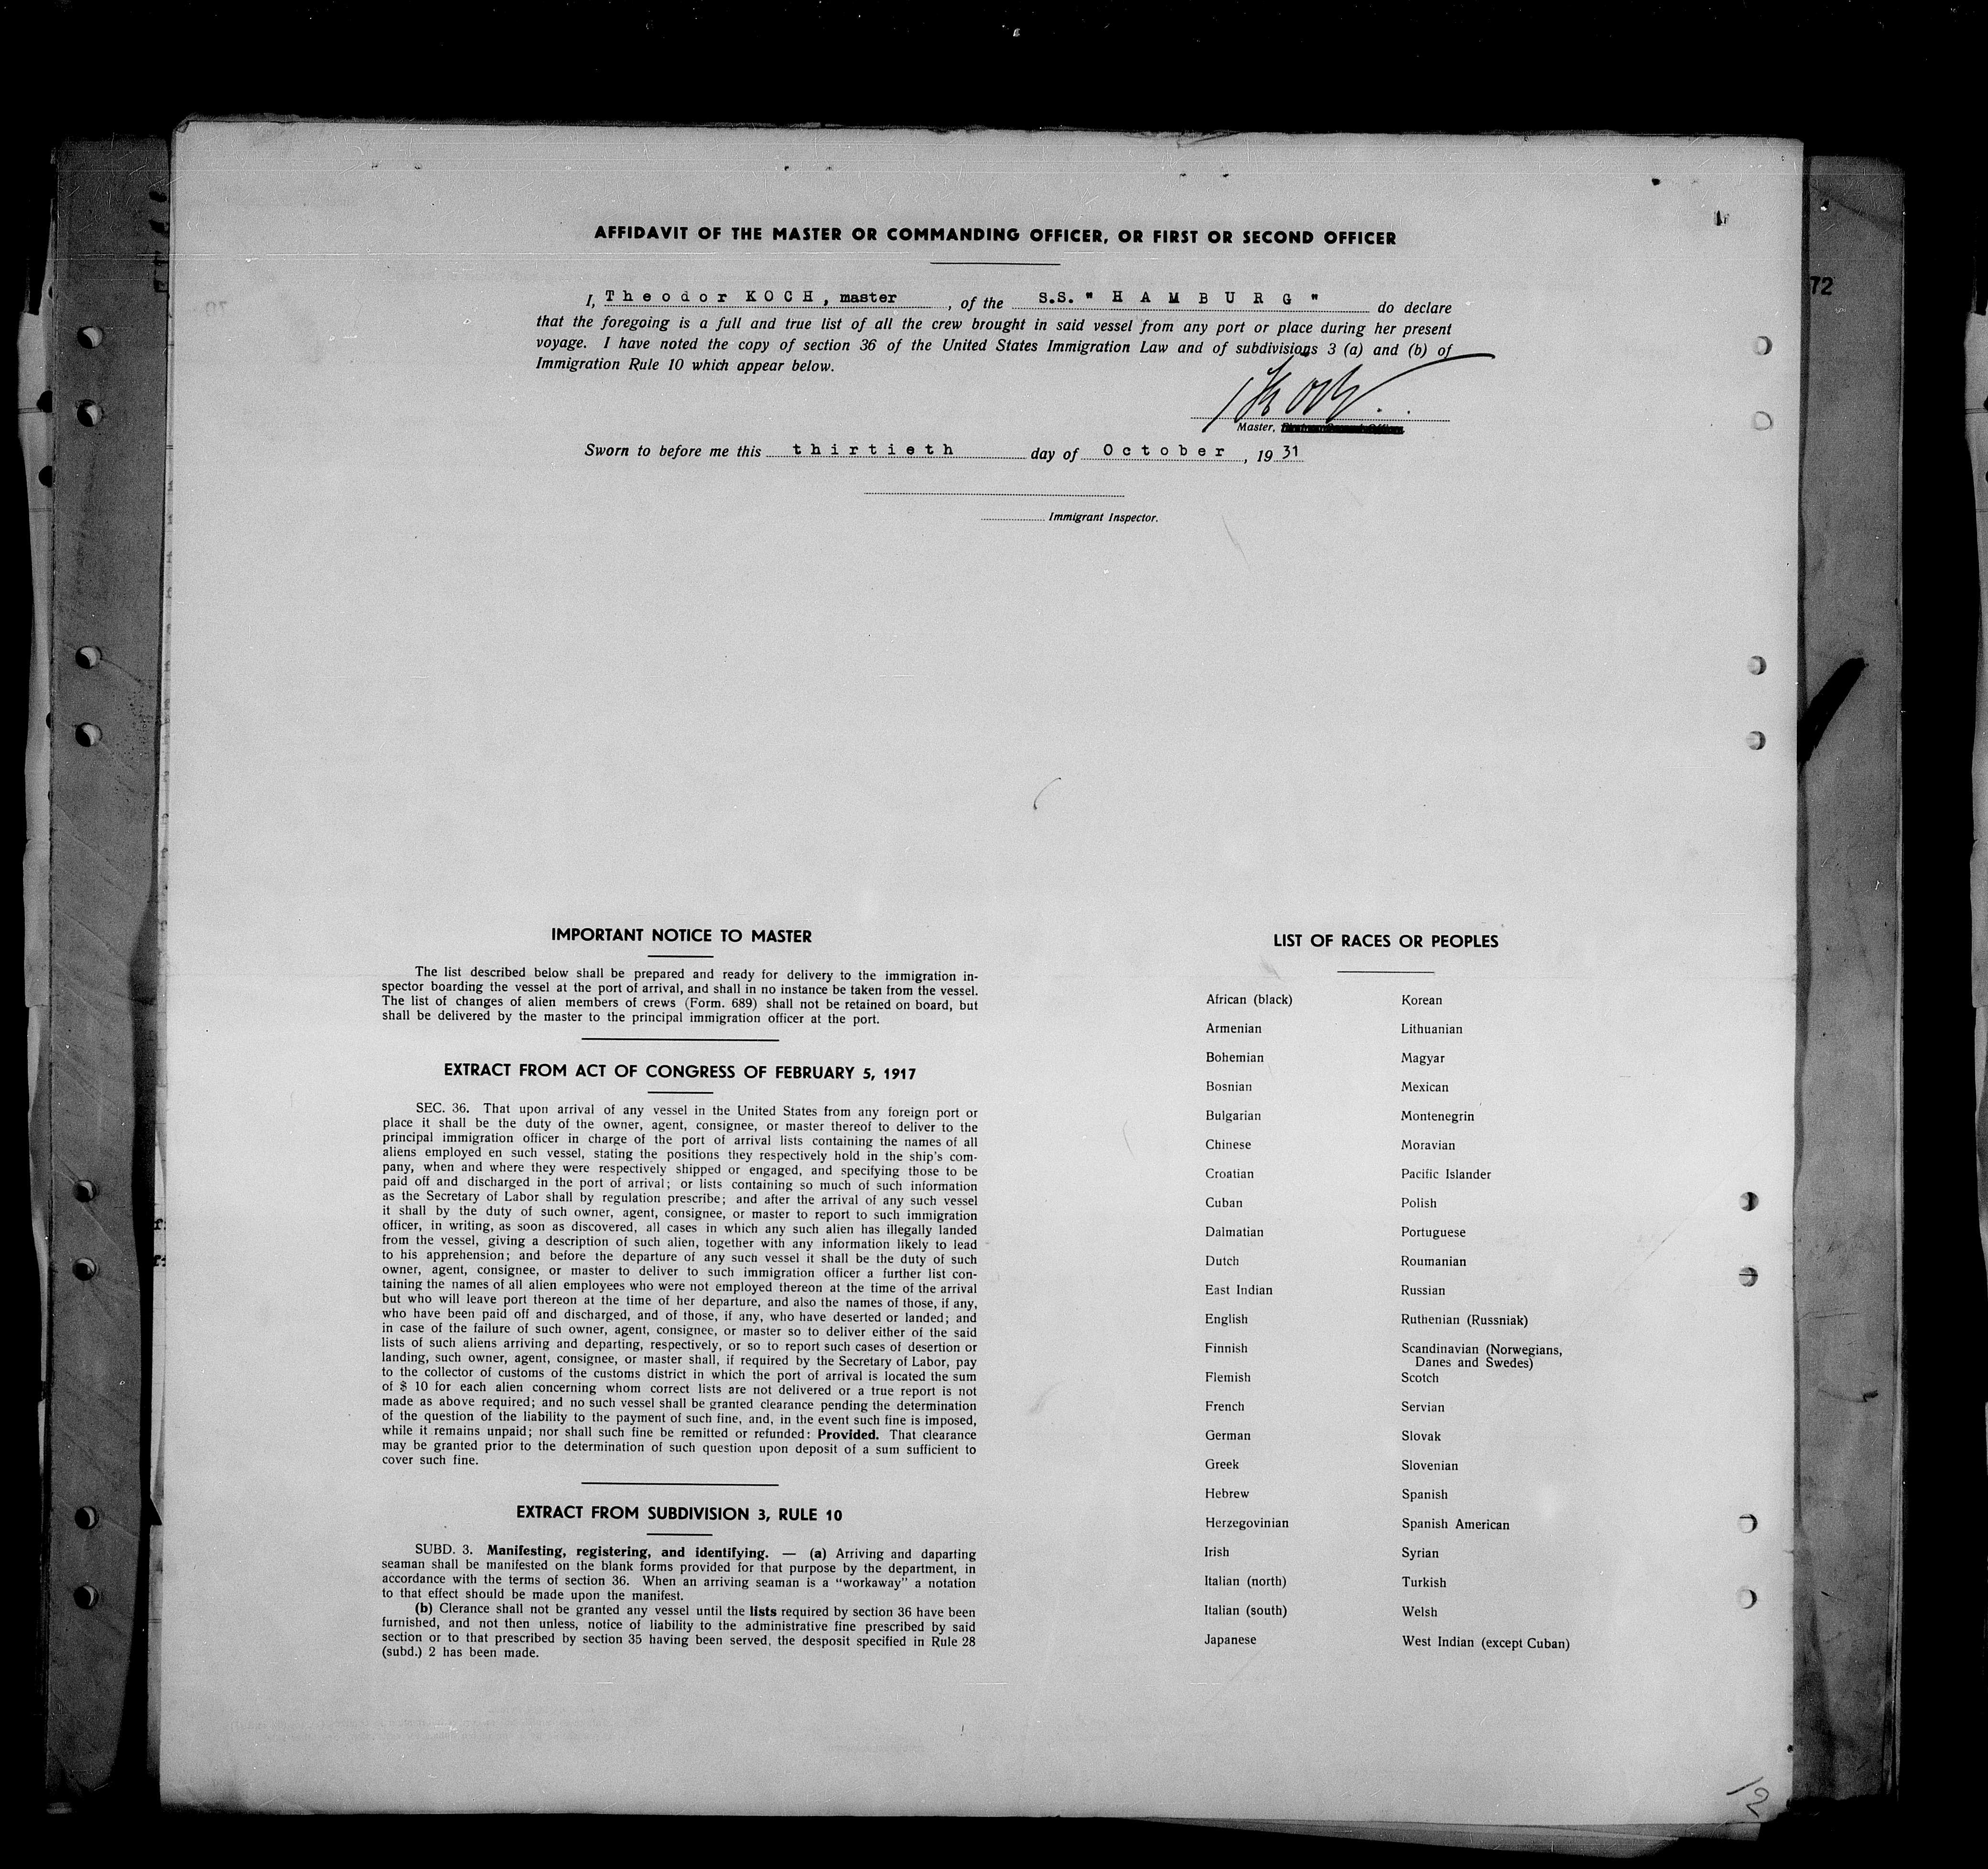 AFFIDAVIT OF THE MASTER OR COMMANDING OFFICER, OR FIRST OR SECOND OFFICER
I, Theodor KOCH, master, of the S.S. " H A M B U R G " do declare
that the foregoing is a full and true list of all the crew brought in said vessel from any port or place during her present
voyage. I have noted the copy of section 36 of the United States Immigration Law and of subdivisions 3 (a) and (b) of
Immigration Rule 10 which appear below.
Koch
Master,
Sworn to before me this thirtieth day of October, 19 31
Immigrant Inspector.
72
IMPORTANT NOTICE TO MASTER
The list described below shall be prepared and ready for delivery to the immigration in-
spector boarding the vessel at the port of arrival, and shall in no instance be taken from the vessel.
The list of changes of alien members of crews (Form. 689) shall not be retained on board, but
shall be delivered by the master to the principal immigration officer at the port.
EXTRACT FROM ACT OF CONGRESS OF FEBRUARY 5, 1917
SEC. 36. That upon arrival of any vessel in the United States from any foreign port or
place it shall be the duty of the owner, agent, consignee, or master thereof to deliver to the
principal immigration officer in charge of the port of arrival lists containing the names of all
aliens employed en such vessel, stating the positions they respectively hold in the ship's com-
pany, when and where they were respectively shipped or engaged, and specifying those to be
paid off and discharged in the port of arrival; or lists containing so much of such information
as the Secretary of Labor shall by regulation prescribe; and after the arrival of any such vessel
it shall by the duty of such owner, agent, consignee, or master to report to such immigration
officer, in writing, as soon as discovered, all cases in which any such alien has illegally landed
from the vessel, giving a description of such alien, together with any information likely to lead
to his apprehension; and before the departure of any such vessel it shall be the duty of such
owner, agent, consignee, or master to deliver to such immigration officer a further list con-
taining the names of all alien employees who were not employed thereon at the time of the arrival
but who will leave port thereon at the time of her departure, and also the names of those, if any,
who have been paid off and discharged, and of those, if any, who have deserted or landed; and
in case of the failure of such owner, agent, consignee, or master so to deliver either of the said
lists of such aliens arriving and departing, respectively, or so to report such cases of desertion or
landing, such owner, agent, consignee, or master shall, if required by the Secretary of Labor, pay
to the collector of customs of the customs district in which the port of arrival is located the sum
of $ 10 for each alien concerning whom correct lists are not delivered or a true report is not
made as above required; and no such vessel shall be granted clearance pending the determination
of the question of the liability to the payment of such fine, and, in the event such fine is imposed,
while it remains unpaid; nor shall such fine be remitted or refunded: Provided. That clearance
may be granted prior to the determination of such question upon deposit of a sum sufficient to
cover such fine.
EXTRACT FROM SUBDIVISION 3, RULE 10
SUBD. 3. Manifesting, registering, and identifying. — (a) Arriving and daparting
seaman shall be manifested on the blank forms provided for that purpose by the department, in
accordance with the terms of section 36. When an arriving seaman is a "workaway" a notation
to that effect should be made upon the manifest.
(b) Clerance shall not be granted any vessel until the lists required by section 36 have been
furnished, and not then unless, notice of liability to the administrative fine prescribed by said
section or to that prescribed by section 35 having been served, the desposit specified in Rule 28
(subd.) 2 has been made.
LIST OF RACES OR PEOPLES
African (black)
Armenian
Bohemian
Bosnian
Bulgarian
Chinese
Croatian
Cuban
Dalmatian
Dutch
East Indian
English
Finnish
Flemish
French
German
Greek
Hebrew
Herzegovinian
Irish
Italian (north)
Italian (south)
Japanese
Korean
Lithuanian
Magyar
Mexican
Montenegrin
Moravian
Pacific Islander
Polish
Portuguese
Roumanian
Russian
Ruthenian (Russniak)
Scandinavian (Norwegians,
Danes and Swedes)
Scotch
Servian
Slovak
Slovenian
Spanish
Spanish American
Syrian
Turkish
Welsh
West Indian (except Cuban)
12